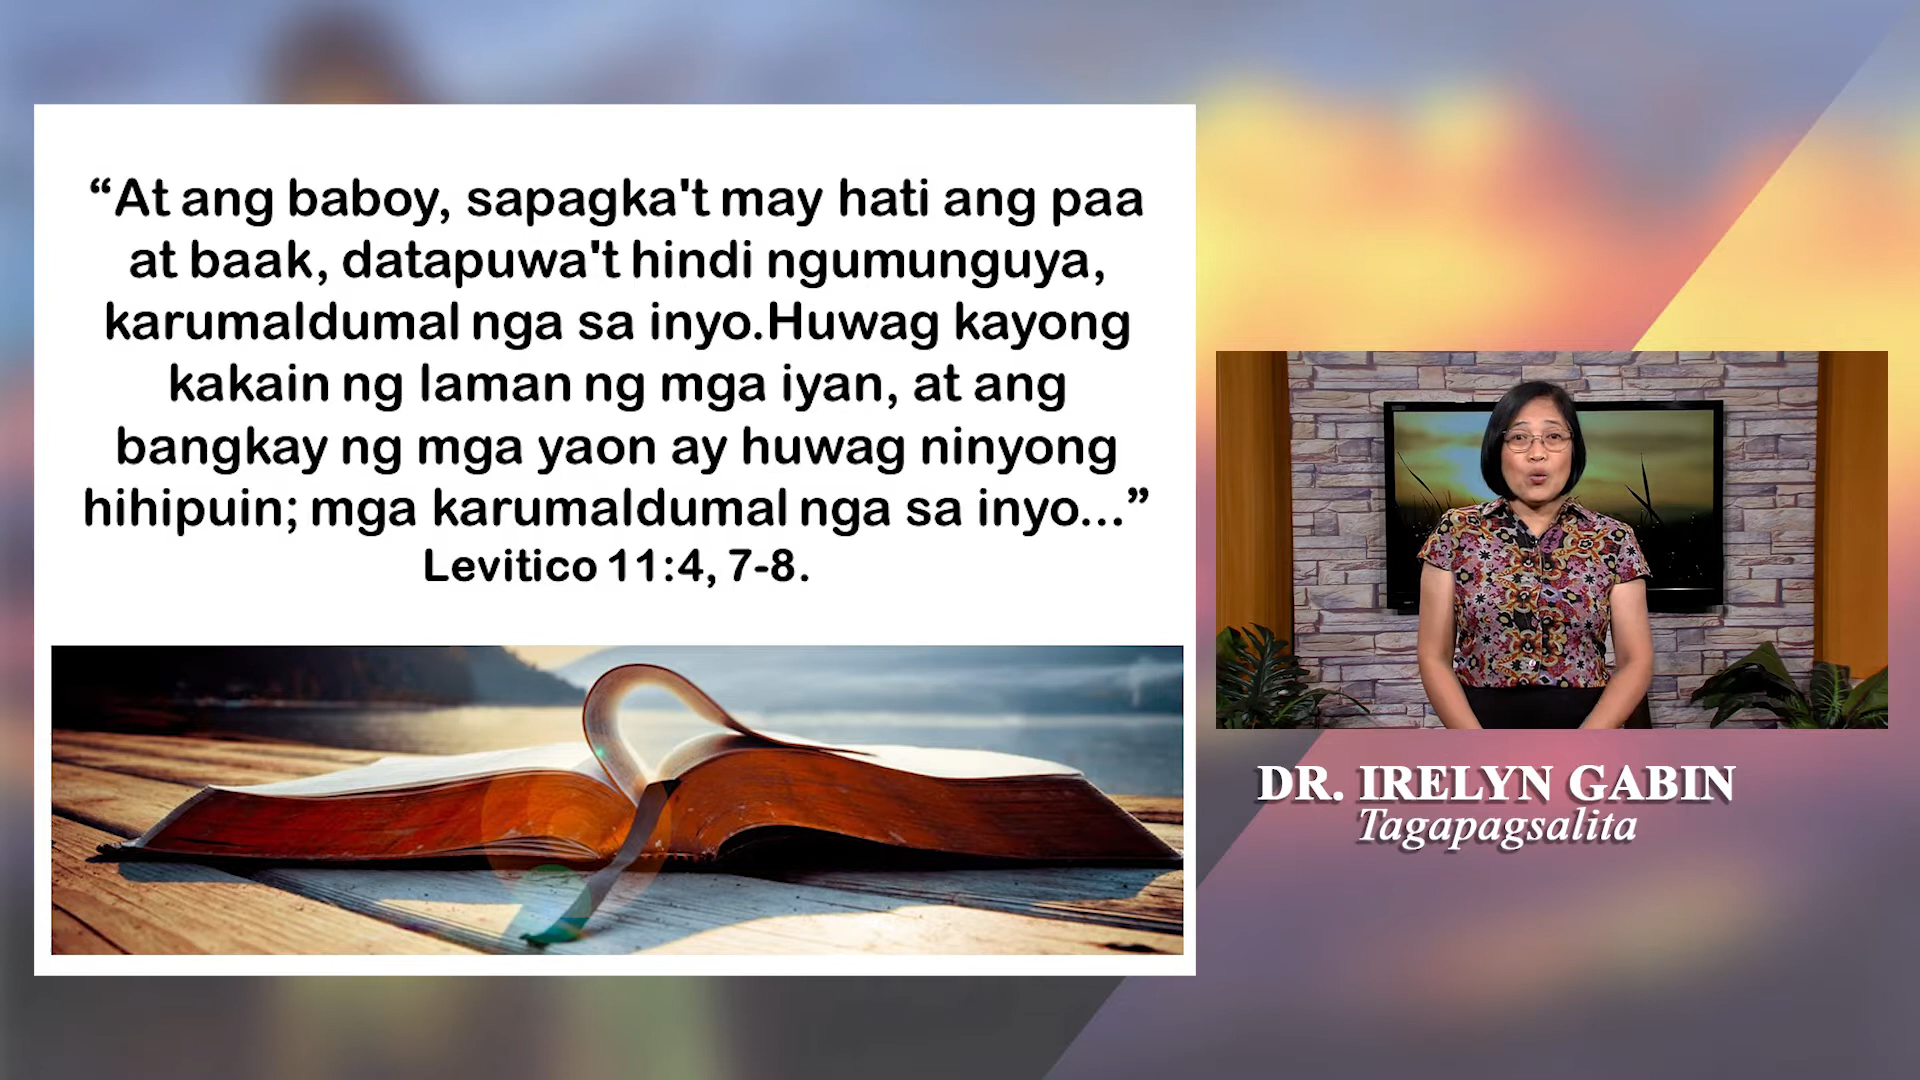 “At ang baboy, sapagka't may hati ang paa
at baak, datapuwa't hindi ngumunguya,
karumaldumal nga sa inyo.Huwag kayong
kakain ng laman ng mga iyan, at ang
bangkay ng mga yaon ay huwag ninyong
hihipuin; mga karumaldumal nga sa inyo...”
Levitico 11:4, 7-8.
DR. IRELYN GABIN
Tagapagsalita